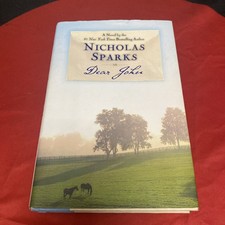 A Novel by the
#1 New York Times Bestselling Author
NICHOLAS
SPARKS
Dear John